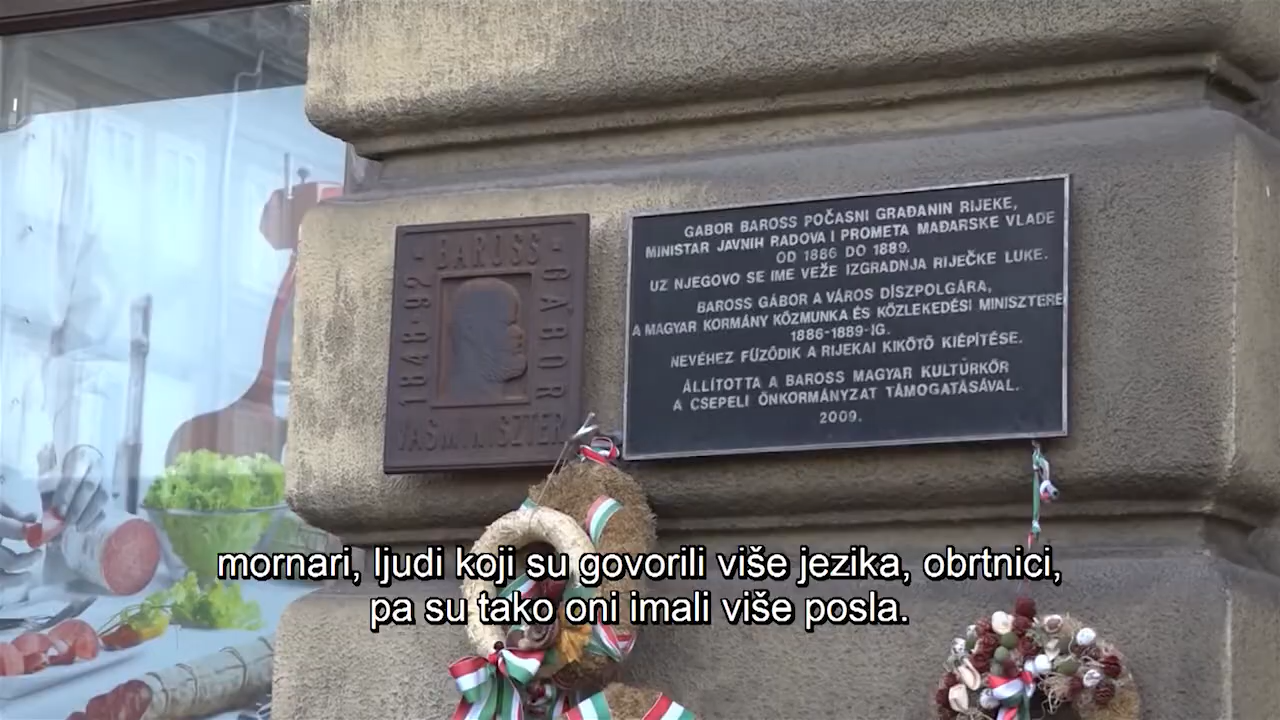 - BAROSS -
GÁBOR
1848-92
VASMINISZTER
GABOR BAROSS POČASNI GRAĐANIN RIJEKE,
MINISTAR JAVNIH RADOVA I PROMETA MAĐARSKE VLADE
OD 1886 DO 1889.
UZ NJEGOVO SE IME VEŽE IZGRADNJA RIJEČKE LUKE.
BAROSS GÁBOR A VÁROS DÍSZPOLGÁRA,
A MAGYAR KORMÁNY KÖZMUNKA ÉS KÖZLEKEDÉSI MINISZTERE
1886-1889-IG.
NEVÉHEZ FŰZŐDIK A RIJEKAI KIKÖTŐ KIÉPÍTÉSE.
ÁLLÍTOTTA A BAROSS MAGYAR KULTÚRKÖR
A CSEPELI ÖNKORMÁNYZAT TÁMOGATÁSÁVAL.
2009.
mornari, ljudi koji su govorili više jezika, obrtnici,
pa su tako oni imali više posla.